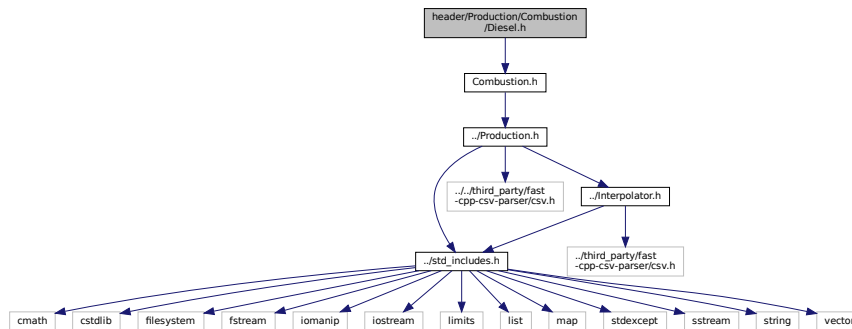 header/Production/Combustion
/Diesel.h
Combustion.h
../Production.h
../../third_party/fast
-cpp-csv-parser/csv.h
../Interpolator.h
../third_party/fast
-cpp-csv-parser/csv.h
../std_includes.h
cmath
cstdlib
filesystem
fstream
iomanip
iostream
limits
list
map
stdexcept
sstream
string
vector